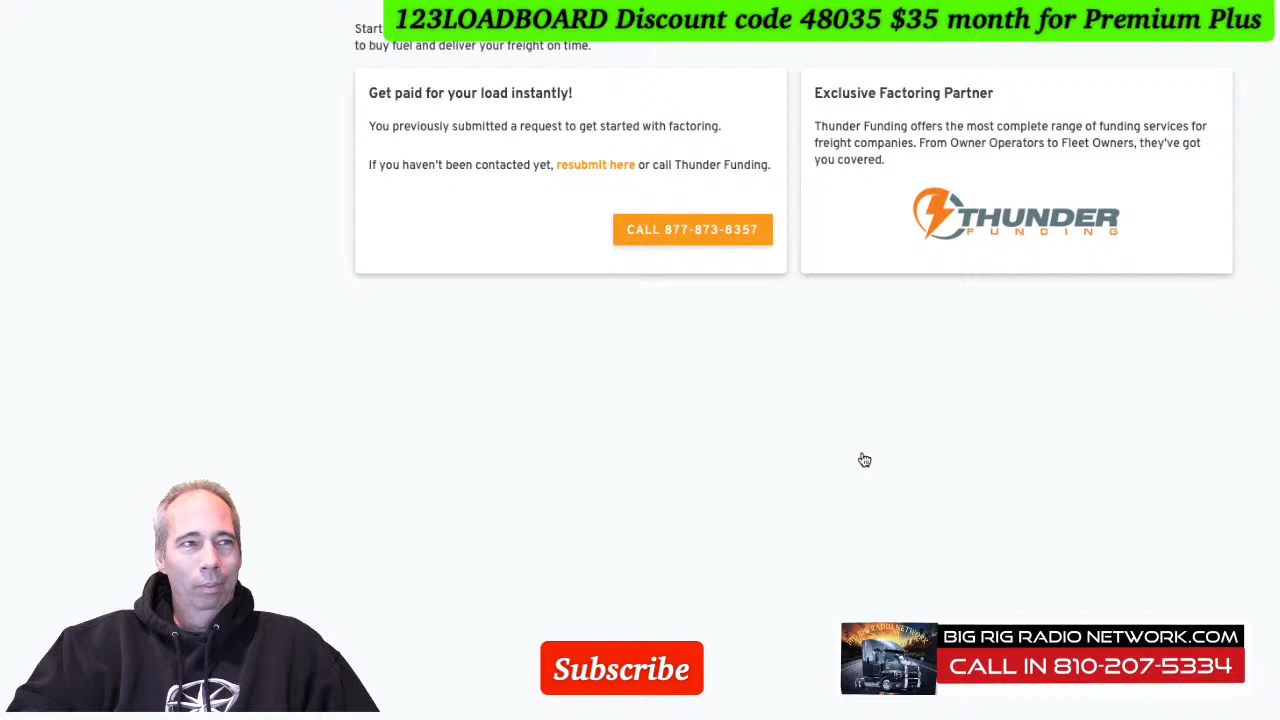 123LOADBOARD Discount code 48035 $35 month for Premium Plus
Start
to buy fuel and deliver your freight on time.
Get paid for your load instantly!
You previously submitted a request to get started with factoring.
If you haven't been contacted yet, resubmit here or call Thunder Funding.
CALL 877-873-8357
Exclusive Factoring Partner
Thunder Funding offers the most complete range of funding services for
freight companies. From Owner Operators to Fleet Owners, they've got
you covered.
THUNDER
FUNDING
Subscribe
BIG RIG RADIO NETWORK
BIG RIG RADIO NETWORK.COM
CALL IN 810-207-5334